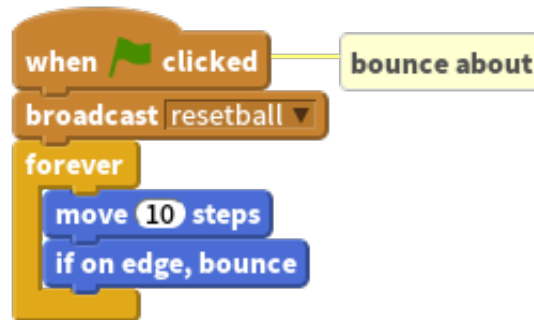 when clicked
bounce about
broadcast resetball
forever
move 10 steps
if on edge, bounce